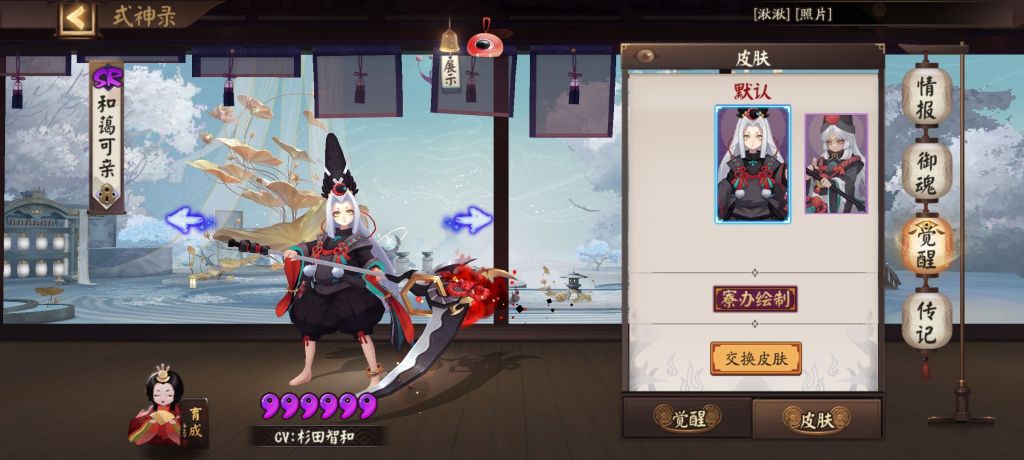 式神录
[湫湫] [照片]
SR
和蔼可亲
展示
皮肤
默认
寮办绘制
交换皮肤
觉醒
皮肤
情报
御魂
觉醒
传记
育成
999999
CV:杉田智和